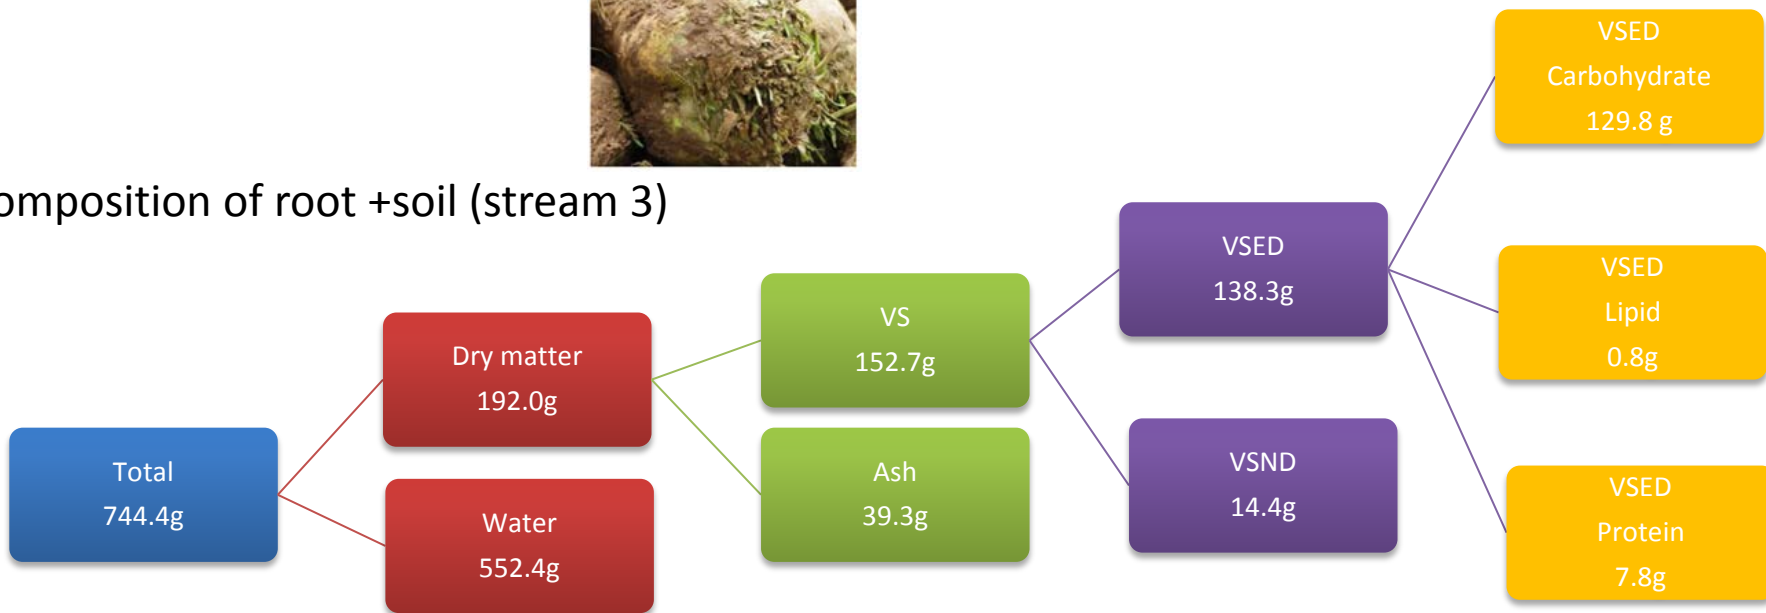 omposition of root +soil (stream 3)
Total
744.4g
Dry matter
192.0g
Water
552.4g
VS
152.7g
Ash
39.3g
VSED
138.3g
VSND
14.4g
VSED
Carbohydrate
129.8 g
VSED
Lipid
0.8g
VSED
Protein
7.8g